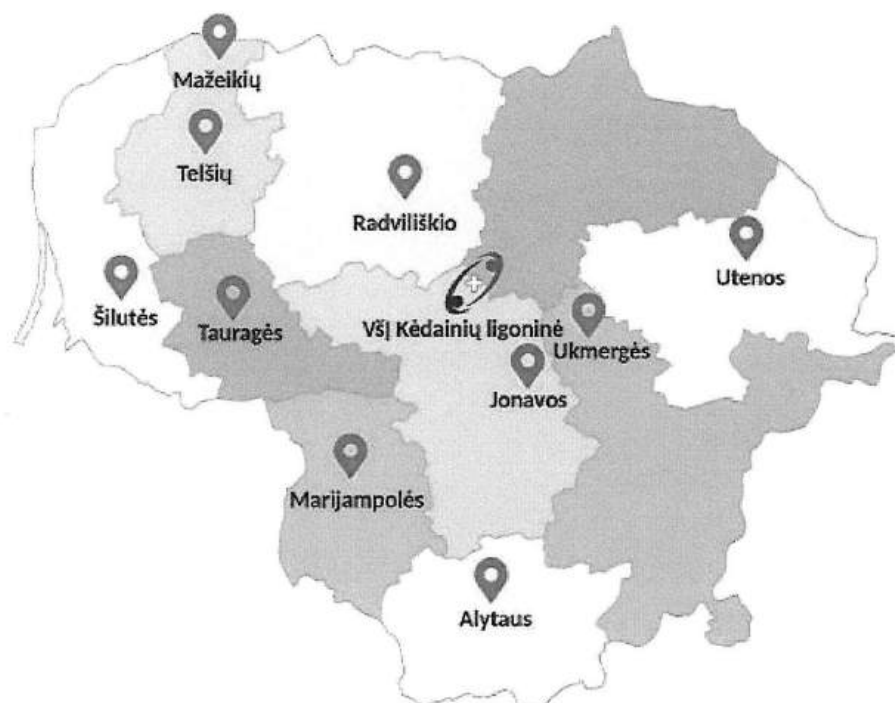 Mažeikių
Telšių
Radviliškio
Utenos
Šilutės
Tauragės
VšĮ Kėdainių ligoninė
Ukmergės
Jonavos
Marijampolės
Alytaus